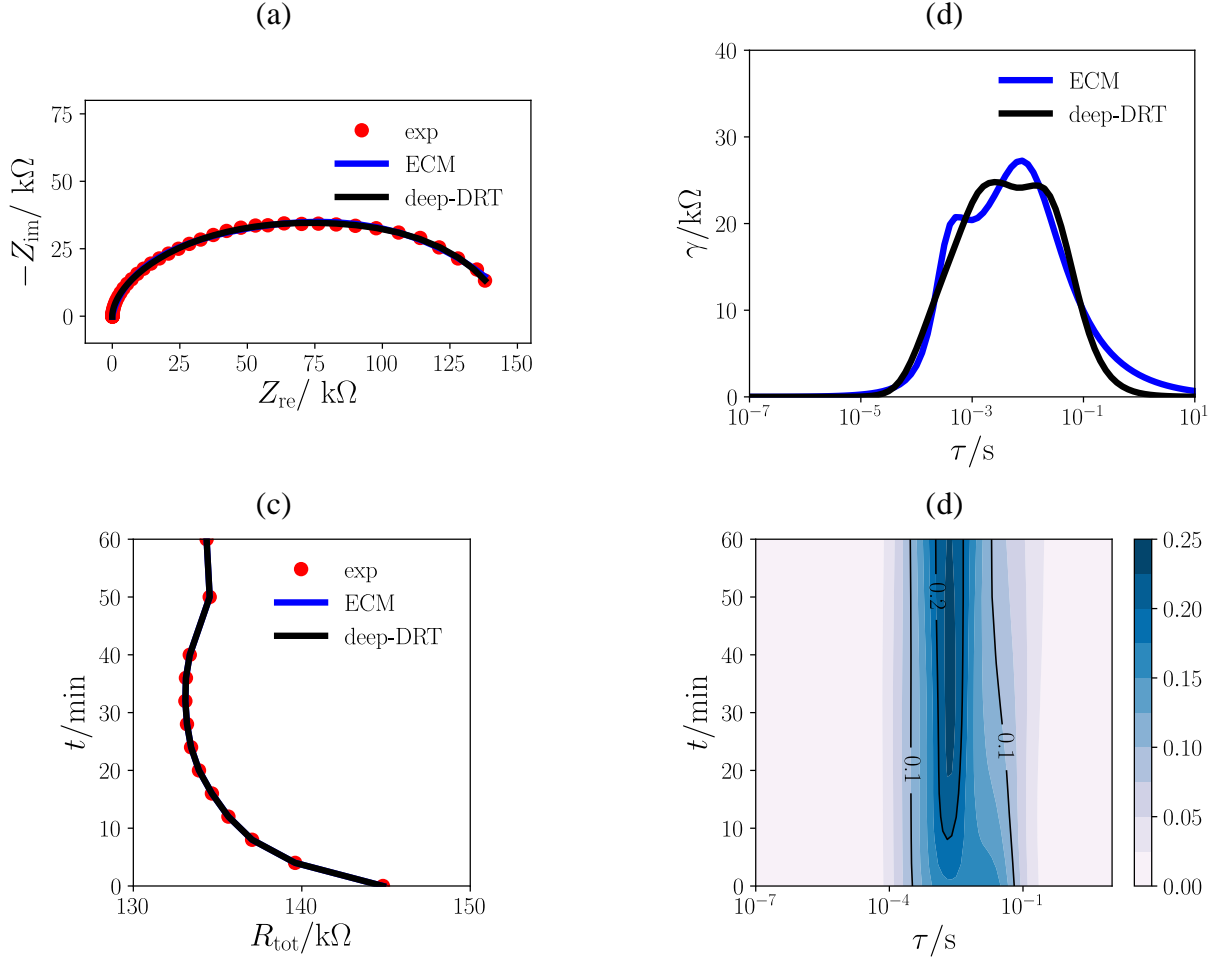 (a)
75
50
25
0
−Z_im/ kΩ
exp
ECM
deep-DRT
0 25 50 75 100 125 150
Z_re/ kΩ
(d)
40
30
20
10
0
γ/kΩ
ECM
deep-DRT
10^−7 10^−5 10^−3 10^−1 10^1
τ/s
(c)
60
50
40
30
20
10
0
t/min
exp
ECM
deep-DRT
130 140 150
R_tot/kΩ
(d)
60
50
40
30
20
10
0
t/min
0.2
0.1
0.1
10^−7 10^−4 10^−1
τ/s
0.25
0.20
0.15
0.10
0.05
0.00